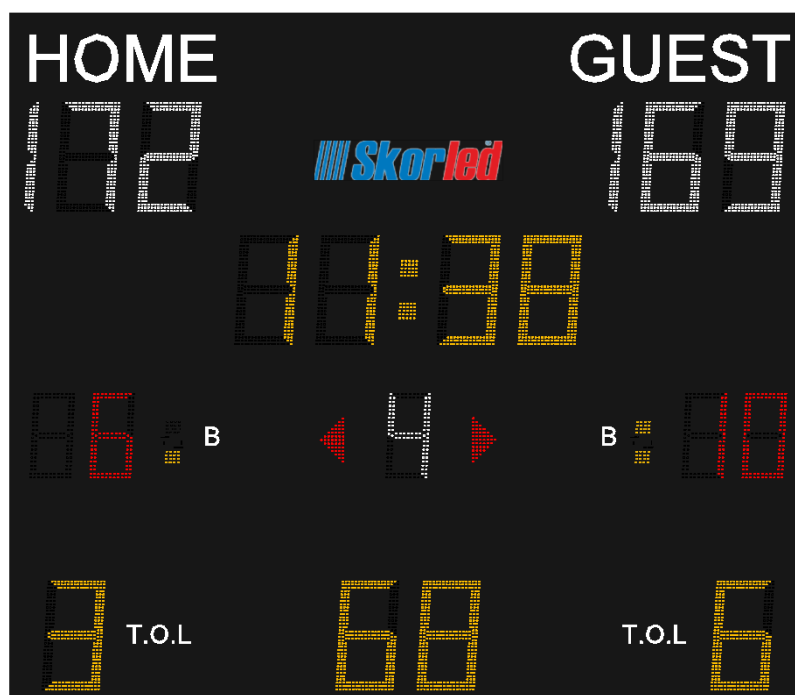 HOME GUEST
172 Skorled 169
11:38
6 B 4 B 10
3 T.O.L 68 T.O.L 6